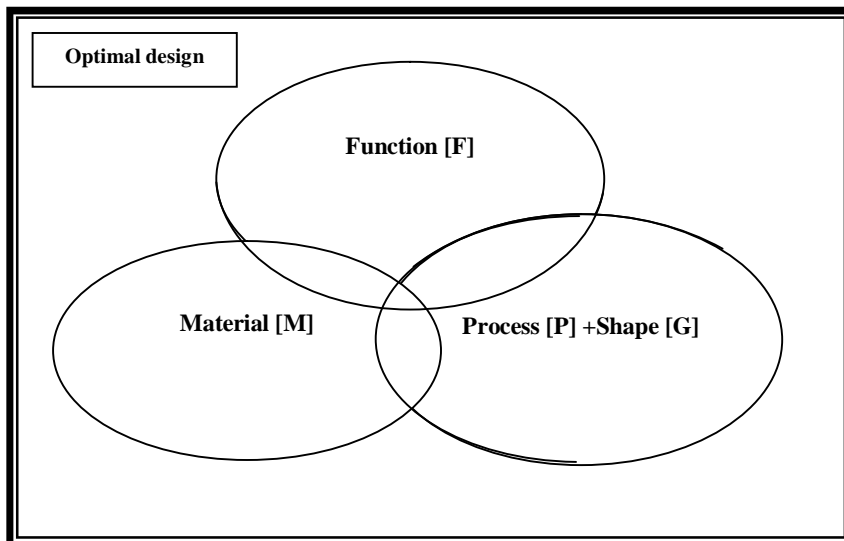 Optimal design
Function [F]
Material [M]
Process [P] +Shape [G]